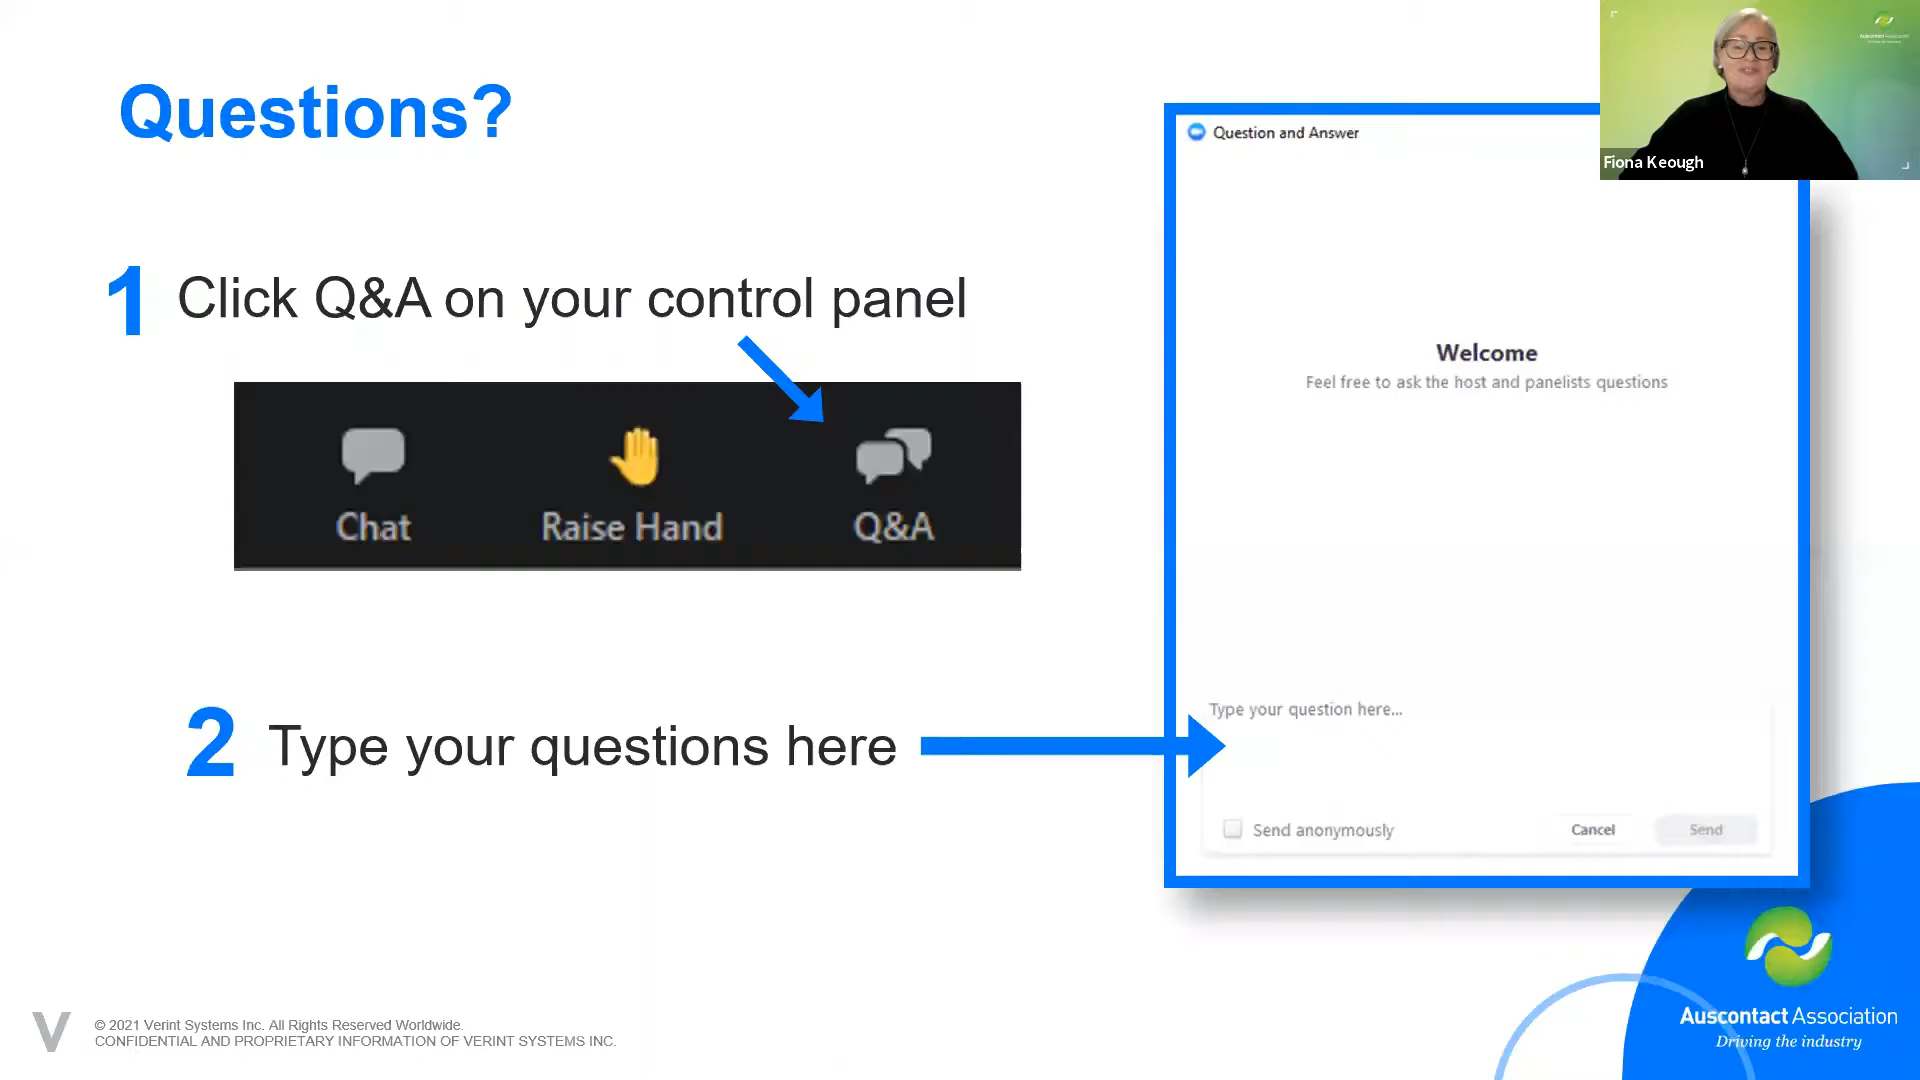 Questions?
1 Click Q&A on your control panel
Chat
Raise Hand
Q&A
2 Type your questions here
Question and Answer
Welcome
Feel free to ask the host and panelists questions
Type your question here...
Send anonymously
Cancel
Send
Fiona Keough
Auscontact Association
Driving the industry
V
© 2021 Verint Systems Inc. All Rights Reserved Worldwide.
CONFIDENTIAL AND PROPRIETARY INFORMATION OF VERINT SYSTEMS INC.